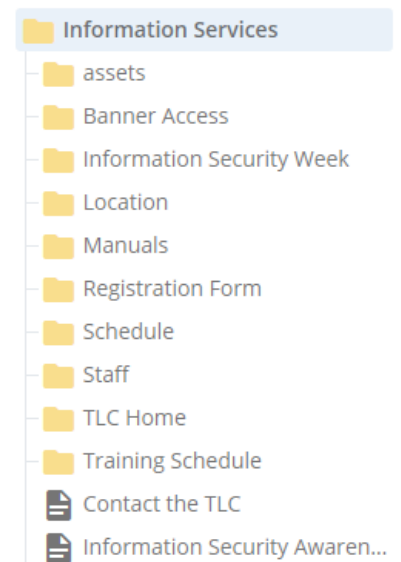 Information Services
assets
Banner Access
Information Security Week
Location
Manuals
Registration Form
Schedule
Staff
TLC Home
Training Schedule
Contact the TLC
Information Security Awaren...